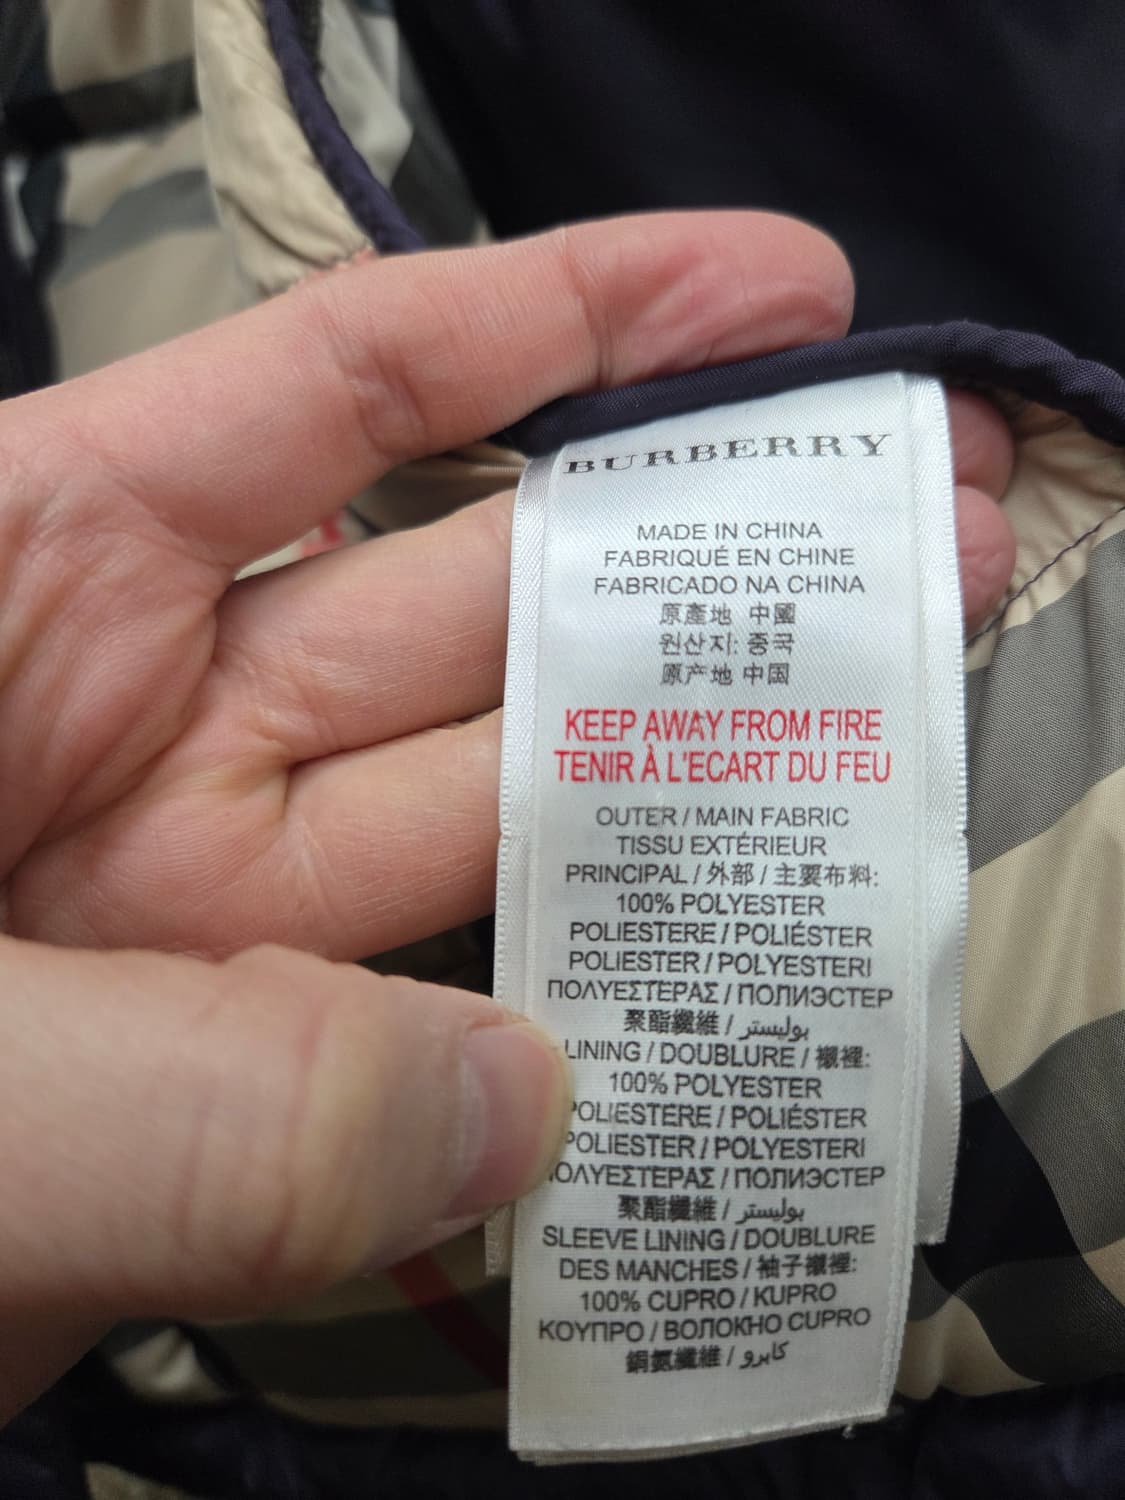 BURBERRY
MADE IN CHINA
FABRIQUÉ EN CHINE
FABRICADO NA CHINA
原產地 中國
원산지: 중국
原产地 中国
KEEP AWAY FROM FIRE
TENIR À L'ECART DU FEU
OUTER / MAIN FABRIC
TISSU EXTÉRIEUR
PRINCIPAL / 外部 / 主要布料:
100% POLYESTER
POLIESTERE / POLIÉSTER
POLIESTER / POLYESTERI
ΠΟΛΥΕΣΤΕΡΑΣ / ПОЛИЭСТЕР
聚酯纖維 / بوليستر
LINING / DOUBLURE / 襯裡:
100% POLYESTER
POLIESTERE / POLIÉSTER
POLIESTER / POLYESTERI
ΟΛΥΕΣΤΕΡΑΣ / ПОЛИЭСТЕР
聚酯纖維 / بوليستر
SLEEVE LINING / DOUBLURE
DES MANCHES / 袖子襯裡:
100% CUPRO / KUPRO
ΚΟΥΠΡΟ / ВОЛОКНО CUPRO
銅氨纖維 / كابرو